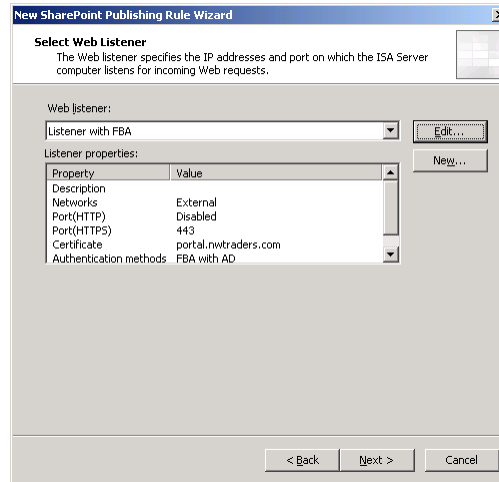 New SharePoint Publishing Rule Wizard
Select Web Listener
The Web listener specifies the IP addresses and port on which the ISA Server
computer listens for incoming Web requests.
Web listener:
Listener with FBA
Edit...
Listener properties:
New...
Property Value
Description
Networks External
Port(HTTP) Disabled
Port(HTTPS) 443
Certificate portal.nwtraders.com
Authentication methods FBA with AD
< Back Next > Cancel